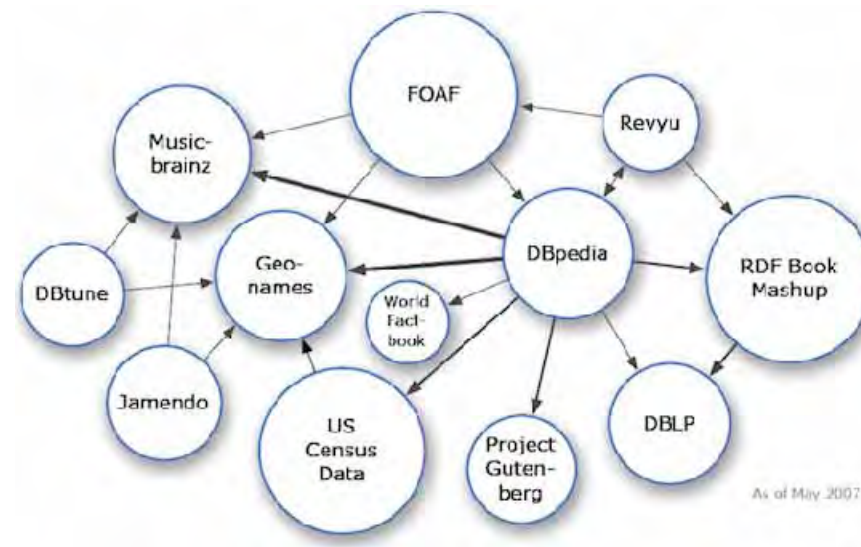 FOAF
Revyu
Music-
brainz
DBpedia
RDF Book
Mashup
Geo-
names
DBtune
World
Fact-
book
Jamendo
US
Census
Data
Project
Guten-
berg
DBLP
As of May 2007